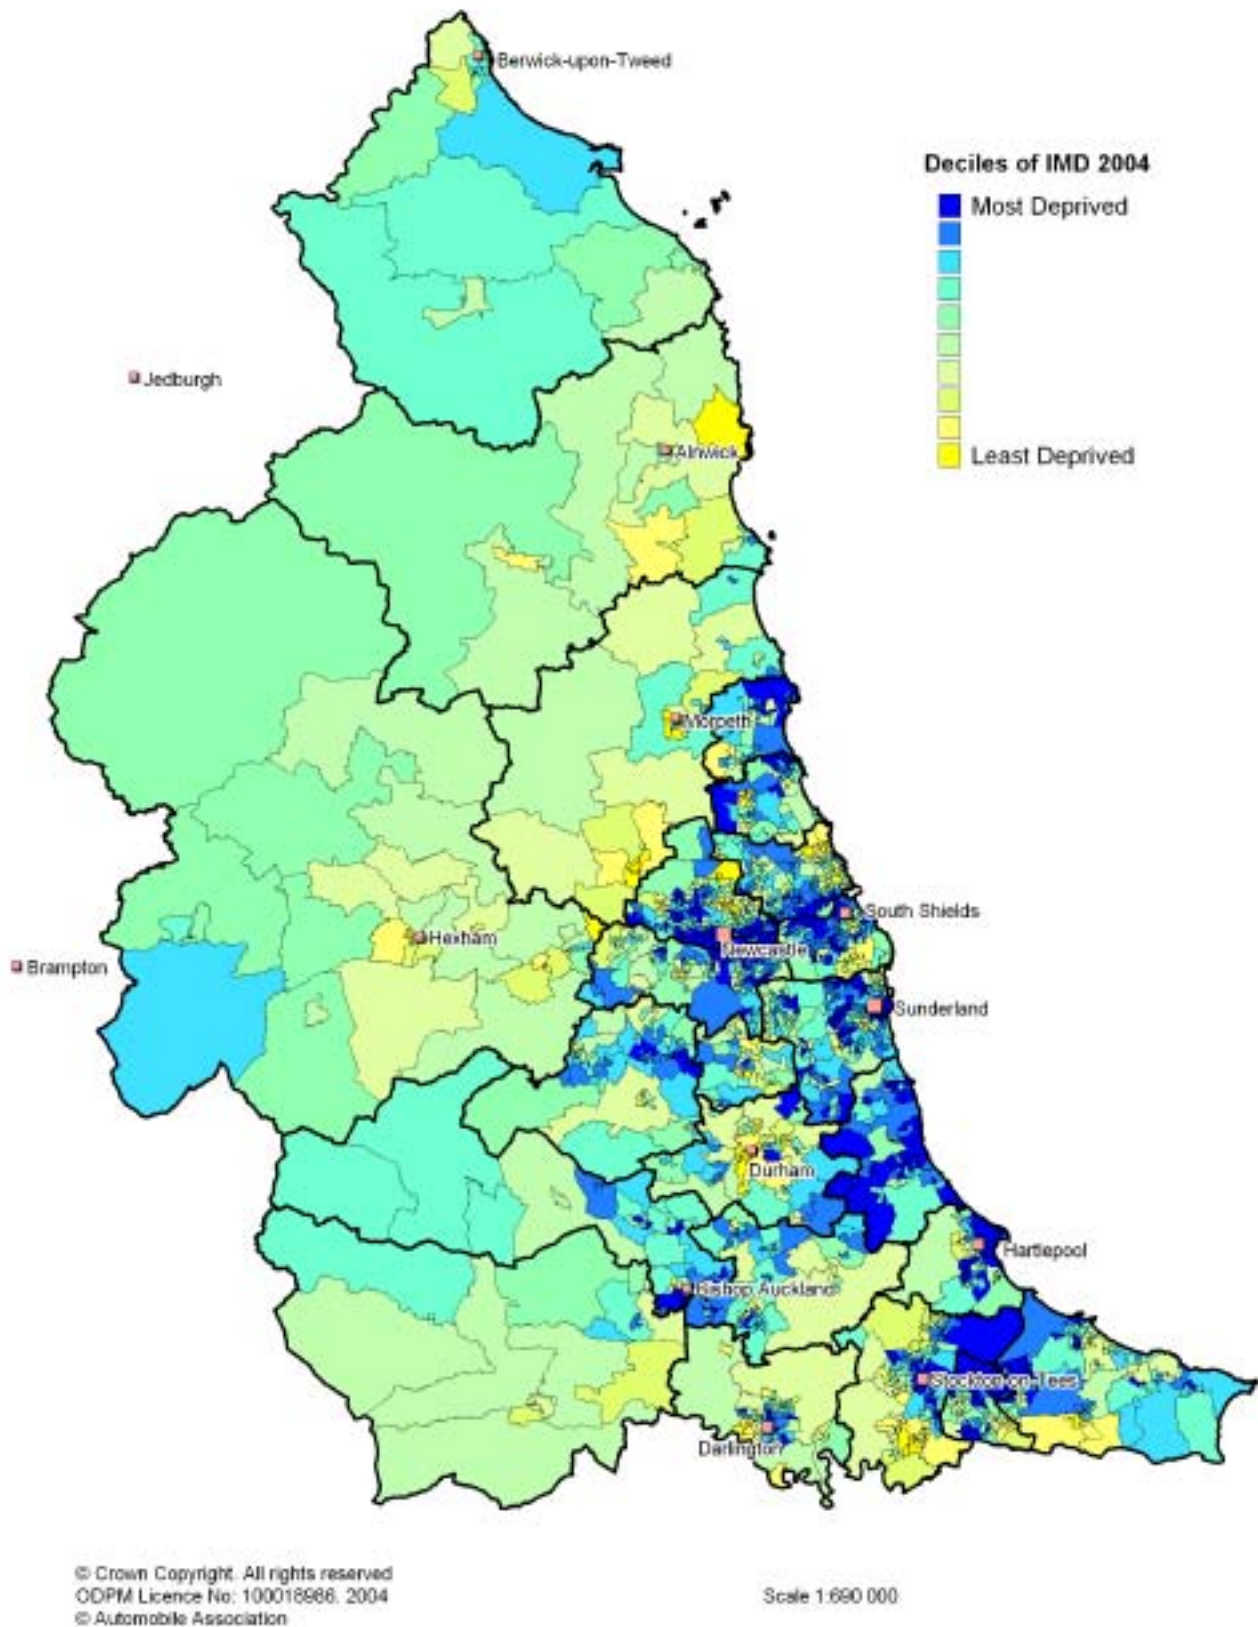 Berwick-upon-Tweed
Deciles of IMD 2004
Most Deprived
Jedburgh
Alnwick
Least Deprived
Morpeth
South Shields
Hexham
Newcastle
Brampton
Sunderland
Durham
Hartlepool
Bishop Auckland
Stockton-on-Tees
Darlington
© Crown Copyright. All rights reserved
ODPM Licence No: 100018986. 2004
Scale 1:690 000
© Automobile Association